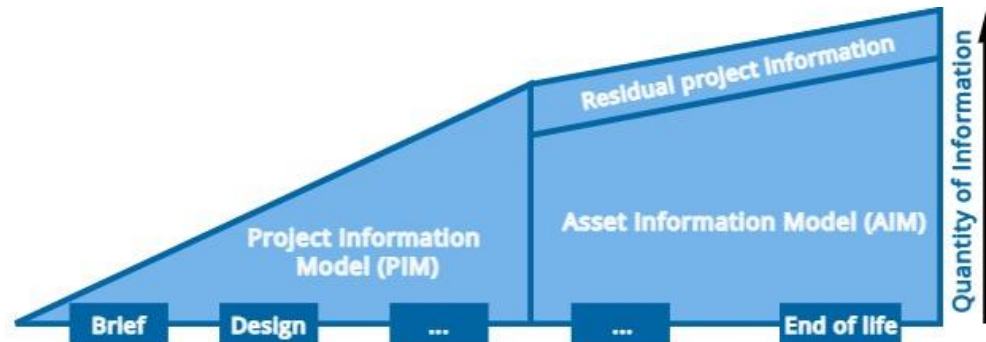 Residual project information
Quantity of Information
Project Information
Model (PIM)
Asset Information Model (AIM)
Brief
Design
...
...
End of life